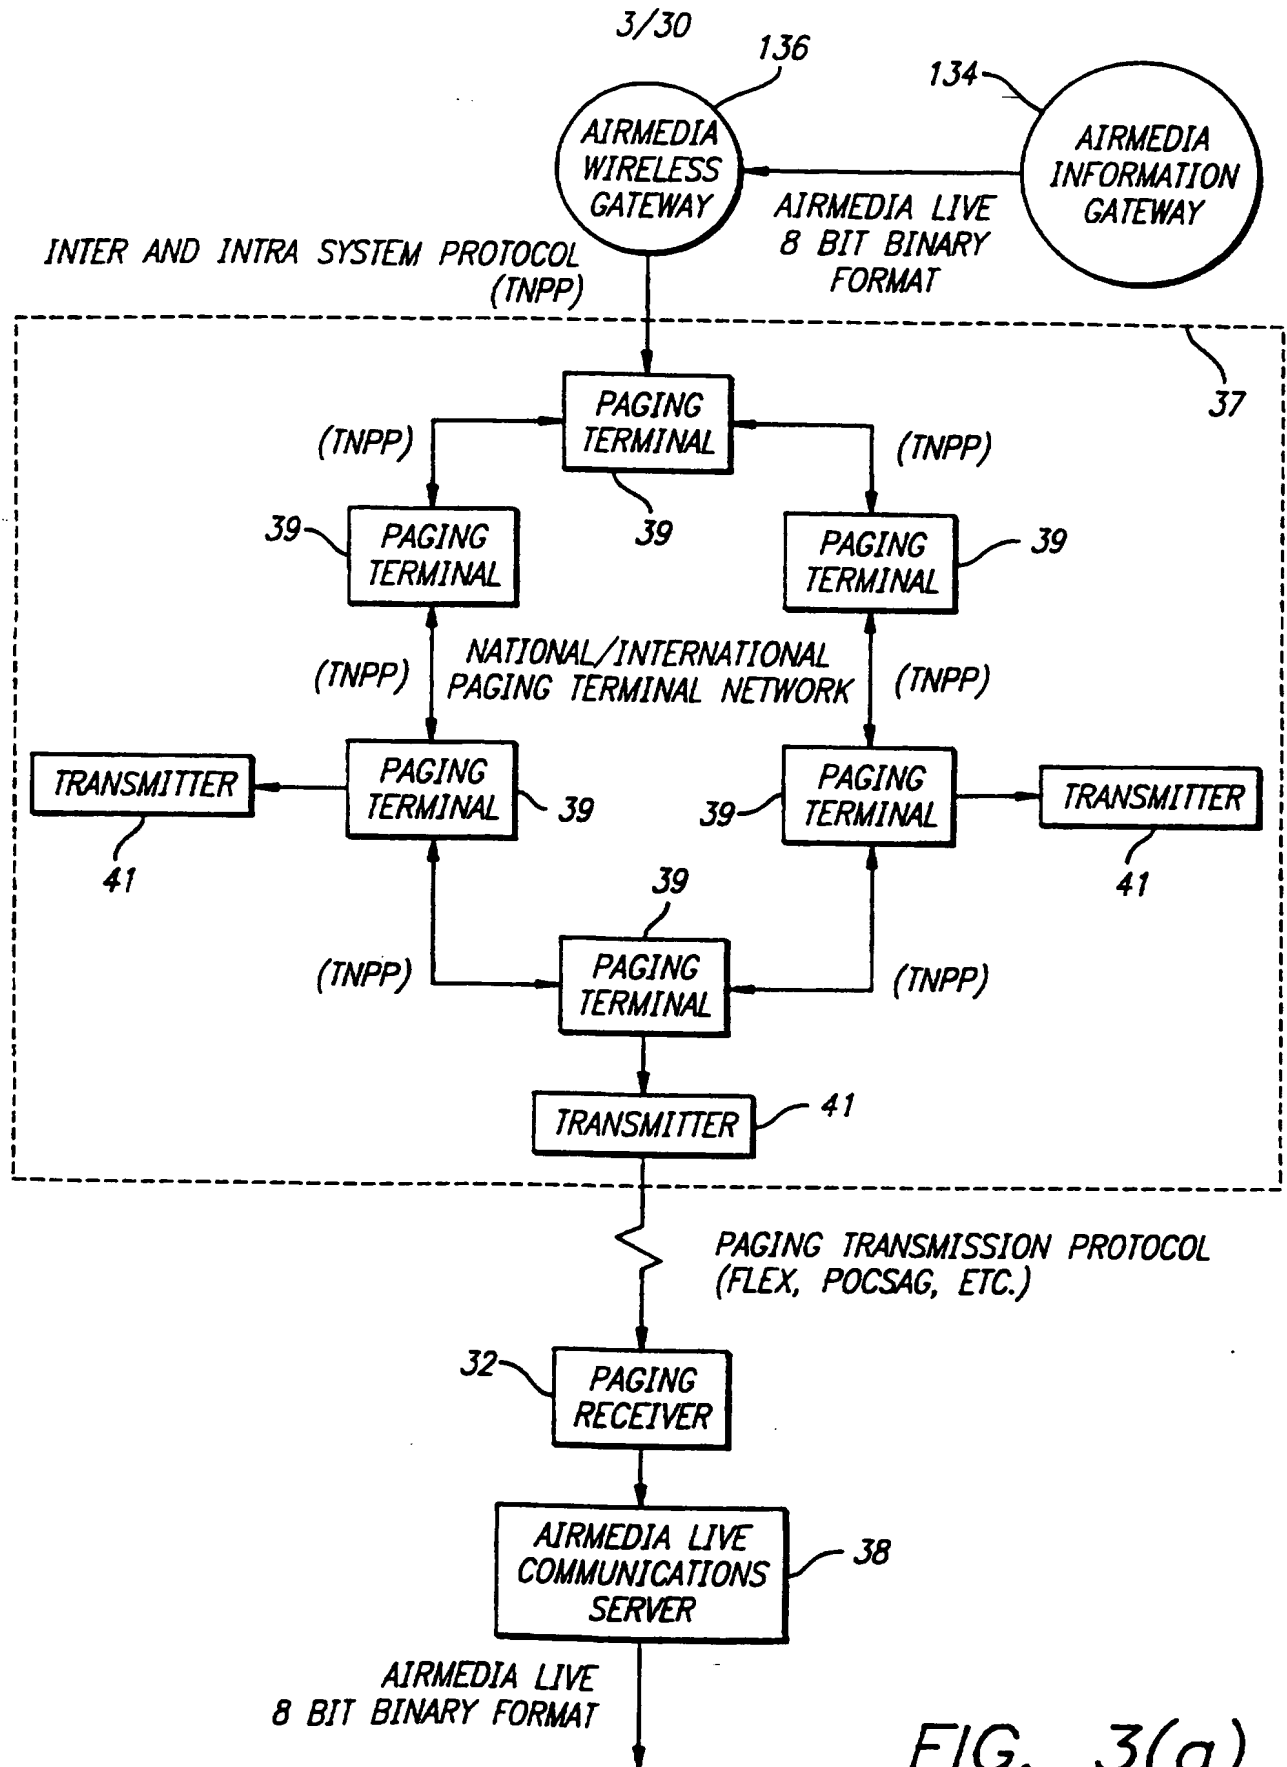 3/30
136
134
AIRMEDIA
WIRELESS
GATEWAY
AIRMEDIA
INFORMATION
GATEWAY
AIRMEDIA LIVE
8 BIT BINARY
FORMAT
INTER AND INTRA SYSTEM PROTOCOL
(TNPP)
37
PAGING
TERMINAL
(TNPP)
(TNPP)
39
39
PAGING
TERMINAL
PAGING
TERMINAL
39
(TNPP)
NATIONAL/INTERNATIONAL
PAGING TERMINAL NETWORK
(TNPP)
TRANSMITTER
41
PAGING
TERMINAL
39
39
PAGING
TERMINAL
TRANSMITTER
41
39
(TNPP)
PAGING
TERMINAL
(TNPP)
TRANSMITTER
41
PAGING TRANSMISSION PROTOCOL
(FLEX, POCSAG, ETC.)
32
PAGING
RECEIVER
AIRMEDIA LIVE
COMMUNICATIONS
SERVER
38
AIRMEDIA LIVE
8 BIT BINARY FORMAT
FIG. 3(a)